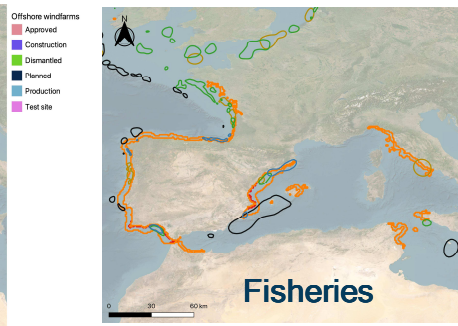 Offshore windfarms
Approved
Construction
Dismantled
Planned
Production
Test site
N
0 30 60 km
Fisheries